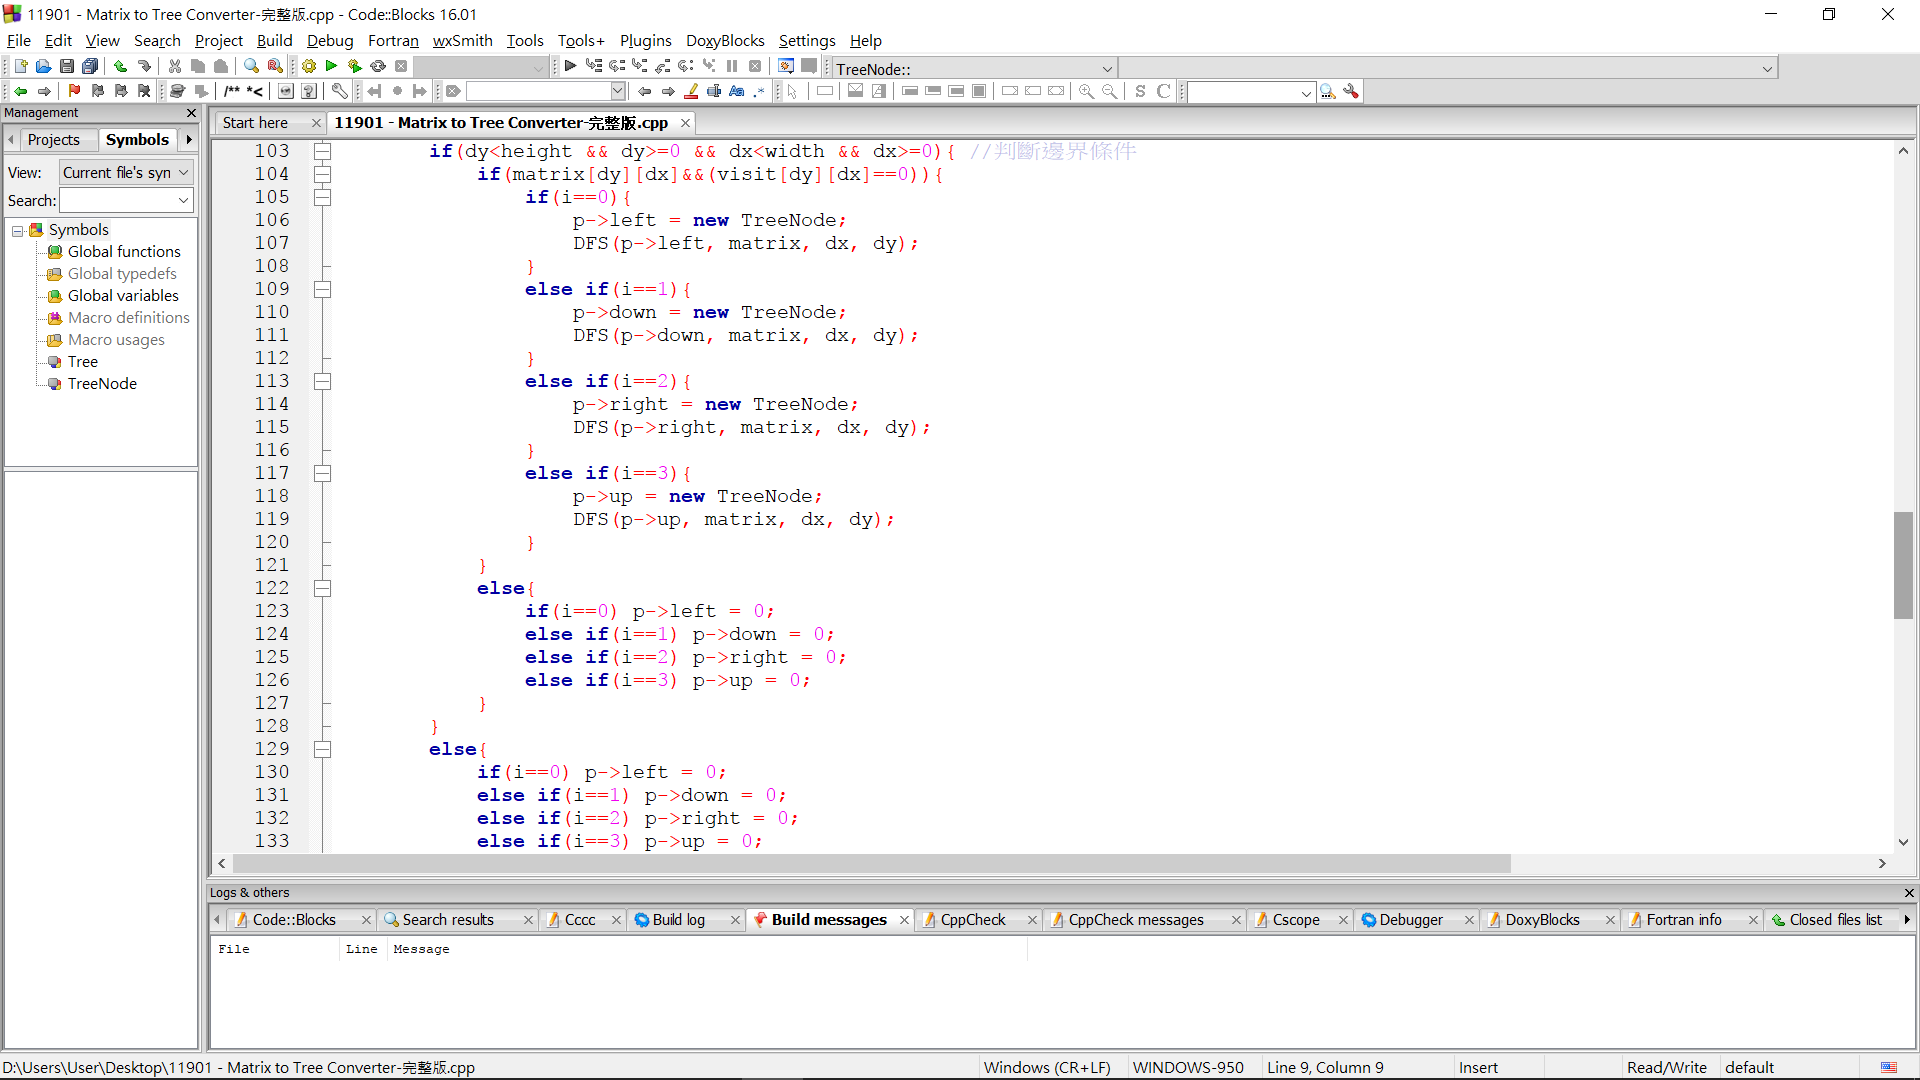 11901 - Matrix to Tree Converter-完整版.cpp - Code::Blocks 16.01
File Edit View Search Project Build Debug Fortran wxSmith Tools Tools+ Plugins DoxyBlocks Settings Help
TreeNode::
/** *<
Aa .* S C
Management
Start here 11901 - Matrix to Tree Converter-完整版.cpp
Projects Symbols
View: Current file's syn
Search:
Symbols
Global functions
Global typedefs
Global variables
Macro definitions
Macro usages
Tree
TreeNode
103 if(dy<height && dy>=0 && dx<width && dx>=0){ //判斷邊界條件
104 if(matrix[dy][dx]&&(visit[dy][dx]==0)){
105 if(i==0){
106 p->left = new TreeNode;
107 DFS(p->left, matrix, dx, dy);
108 }
109 else if(i==1){
110 p->down = new TreeNode;
111 DFS(p->down, matrix, dx, dy);
112 }
113 else if(i==2){
114 p->right = new TreeNode;
115 DFS(p->right, matrix, dx, dy);
116 }
117 else if(i==3){
118 p->up = new TreeNode;
119 DFS(p->up, matrix, dx, dy);
120 }
121 }
122 else{
123 if(i==0) p->left = 0;
124 else if(i==1) p->down = 0;
125 else if(i==2) p->right = 0;
126 else if(i==3) p->up = 0;
127 }
128 }
129 else{
130 if(i==0) p->left = 0;
131 else if(i==1) p->down = 0;
132 else if(i==2) p->right = 0;
133 else if(i==3) p->up = 0;
Logs & others
Code::Blocks Search results Cccc Build log Build messages CppCheck CppCheck messages Cscope Debugger DoxyBlocks Fortran info Closed files list
File Line Message
D:\Users\User\Desktop\11901 - Matrix to Tree Converter-完整版.cpp Windows (CR+LF) WINDOWS-950 Line 9, Column 9 Insert Read/Write default